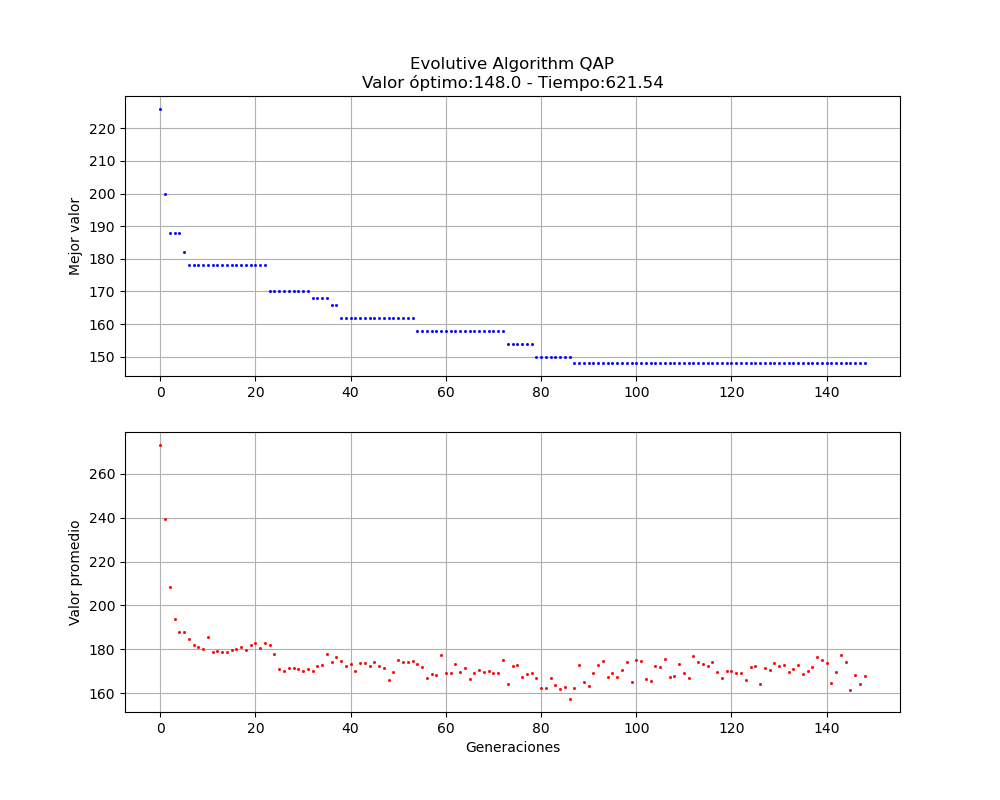 Evolutive Algorithm QAP
Valor óptimo:148.0 - Tiempo:621.54
Mejor valor
220
210
200
190
180
170
160
150
0 20 40 60 80 100 120 140
Valor promedio
260
240
220
200
180
160
0 20 40 60 80 100 120 140
Generaciones